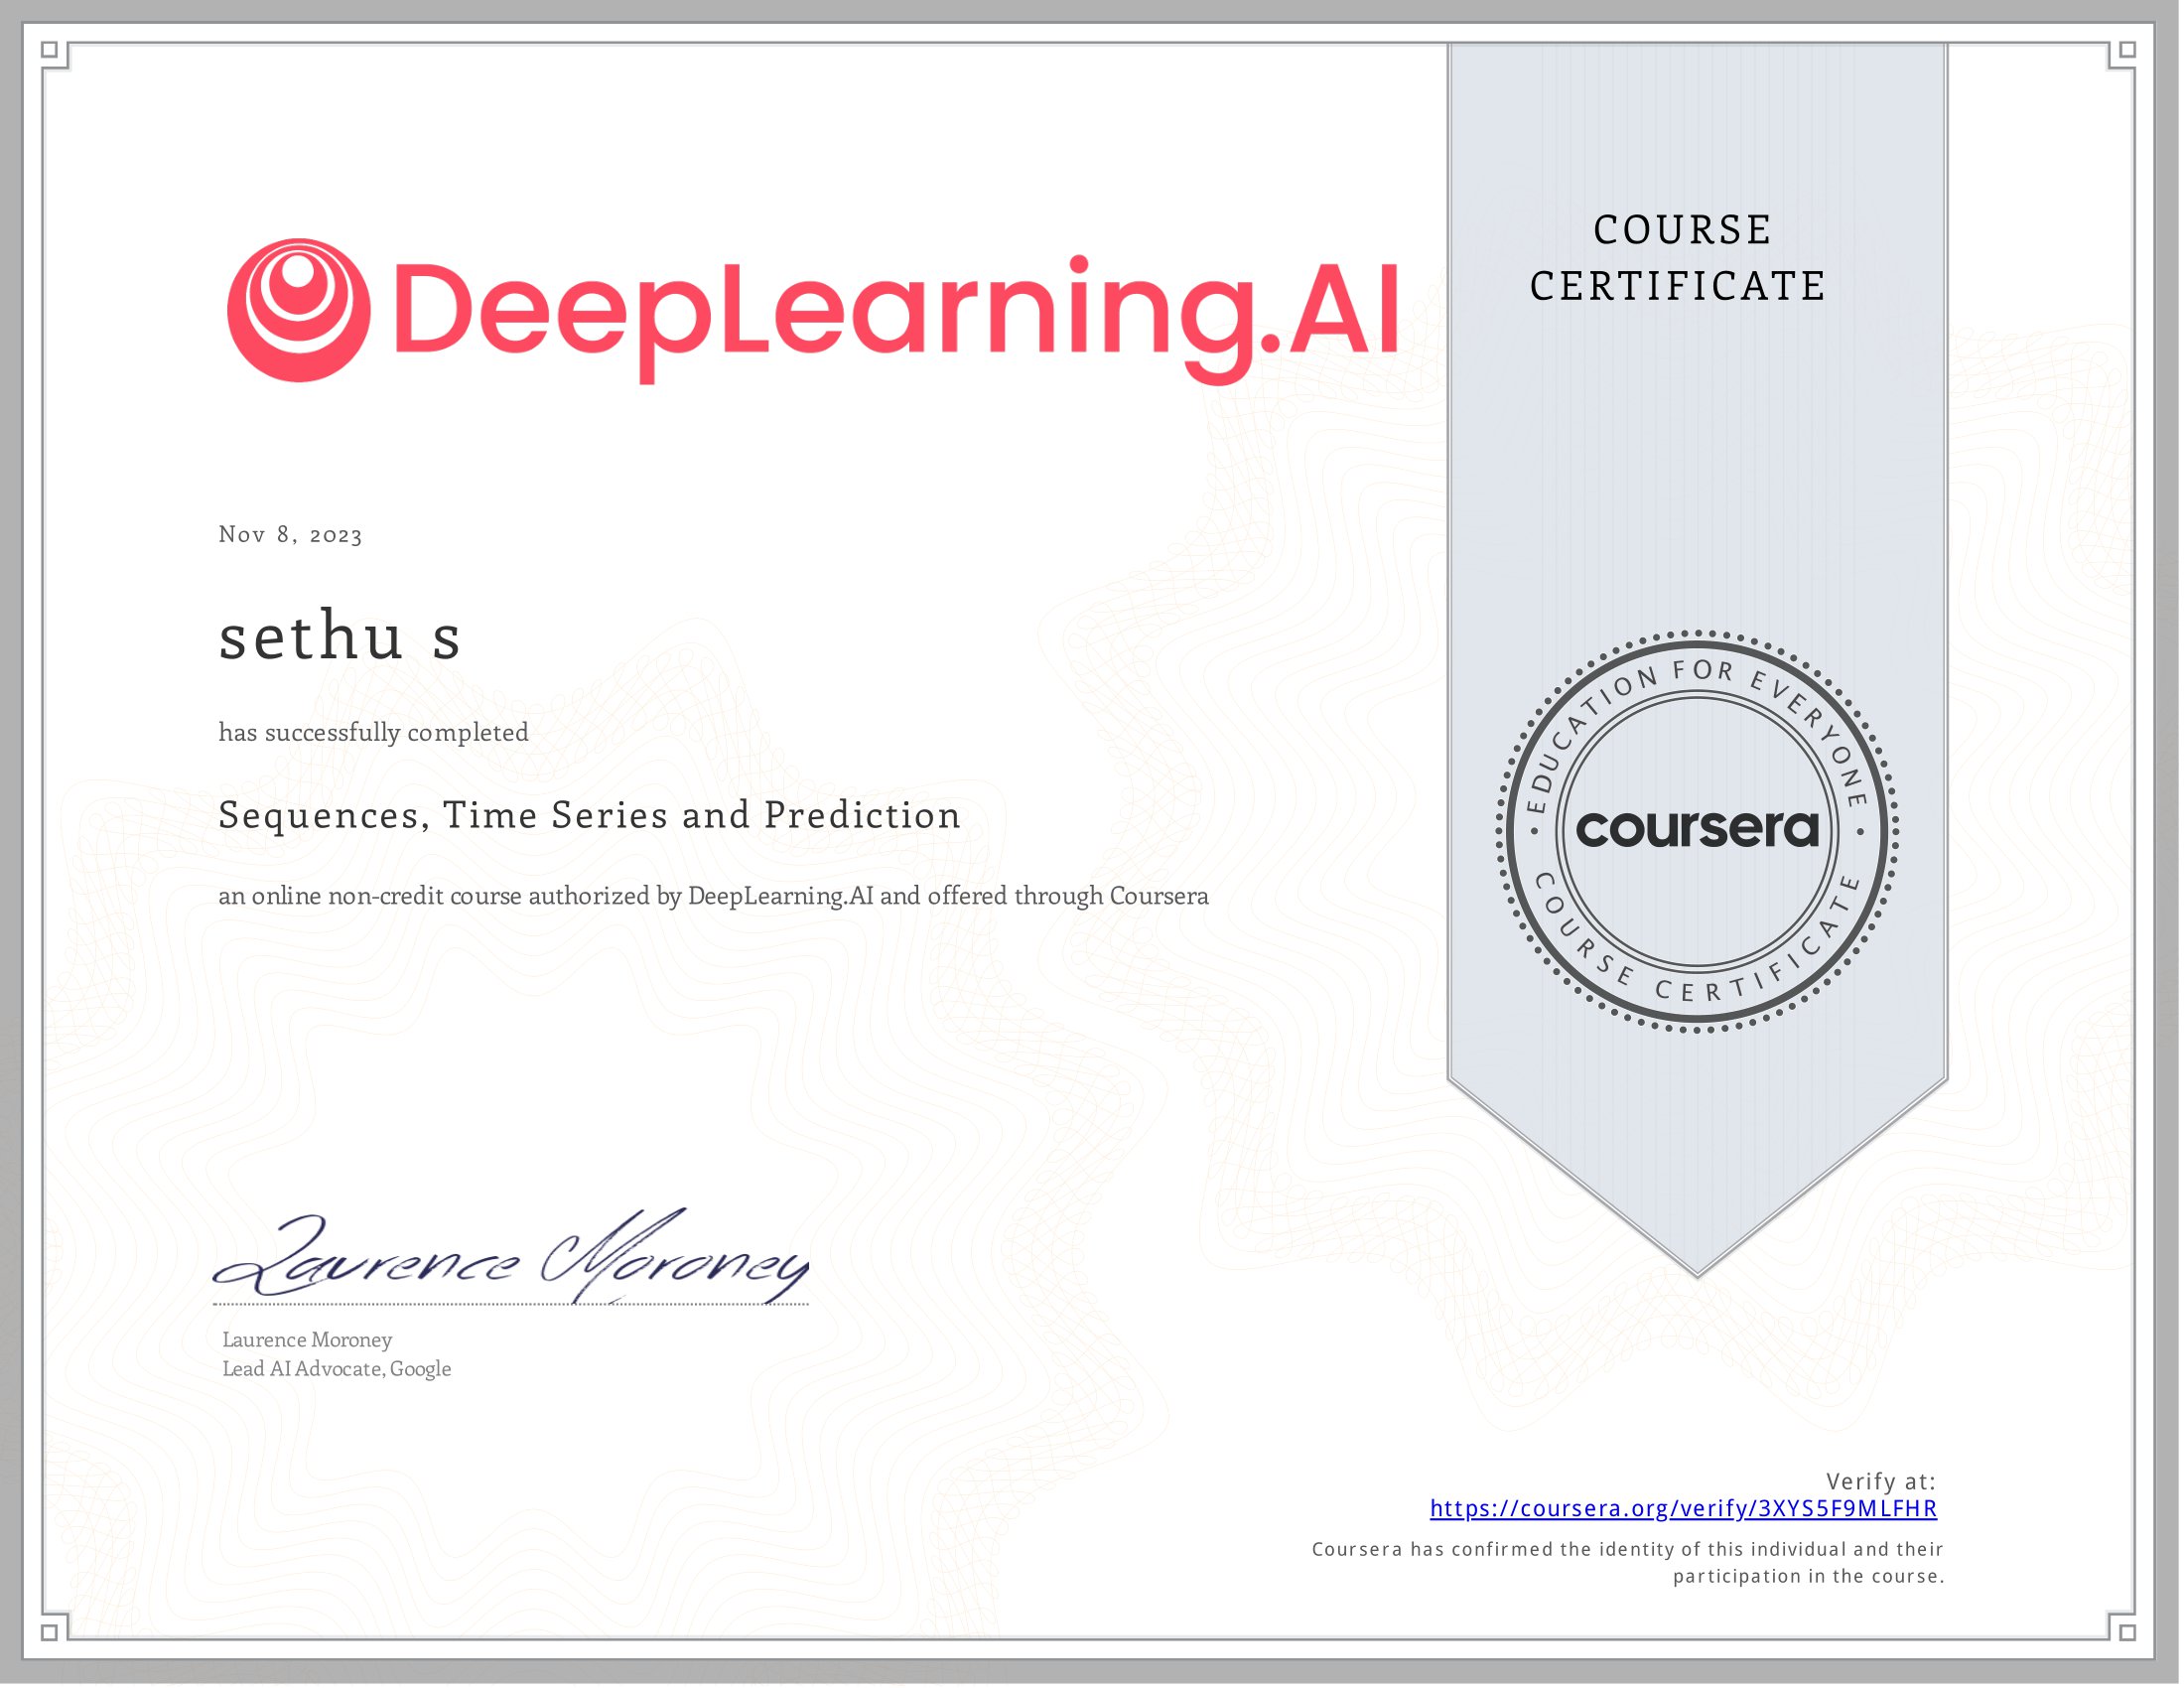 DeepLearning.AI
COURSE
CERTIFICATE
Nov 8, 2023
sethu s
has successfully completed
Sequences, Time Series and Prediction
an online non-credit course authorized by DeepLearning.AI and offered through Coursera
EDUCATION FOR EVERYONE
coursera
COURSE CERTIFICATE
Laurence Moroney
Laurence Moroney
Lead AI Advocate, Google
Verify at:
https://coursera.org/verify/3XYS5F9MLFHR
Coursera has confirmed the identity of this individual and their
participation in the course.